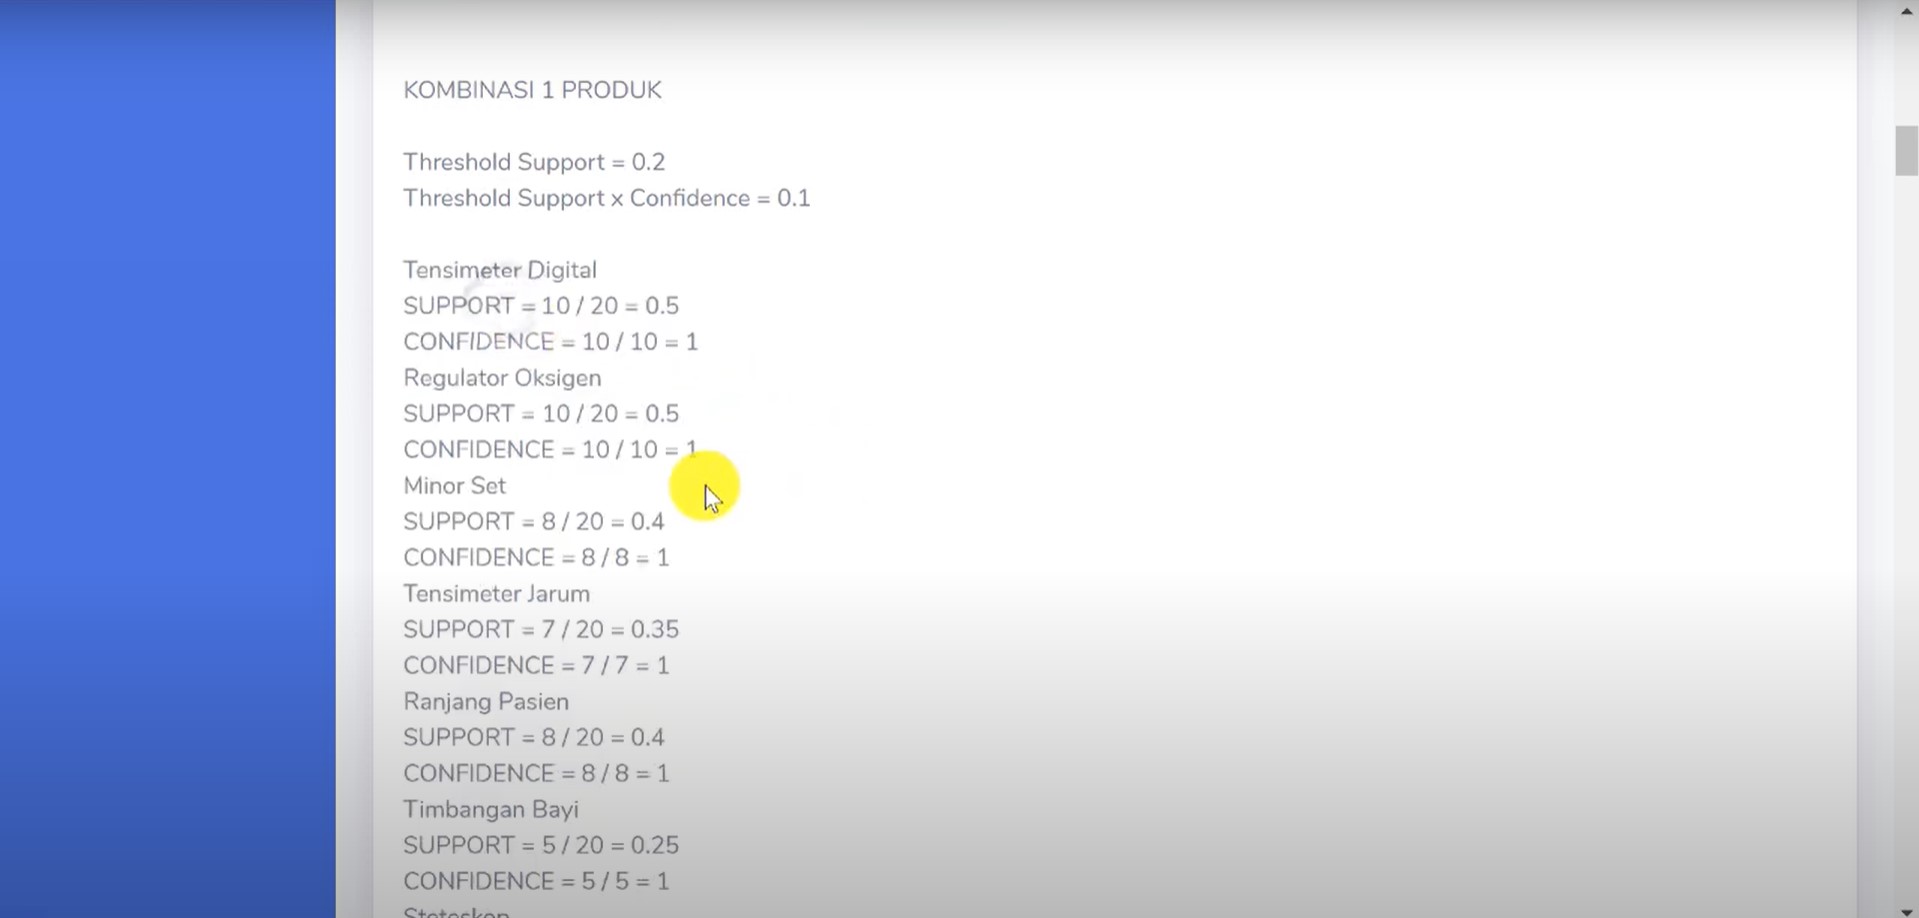 KOMBINASI 1 PRODUK
Threshold Support = 0.2
Threshold Support x Confidence = 0.1
Tensimeter Digital
SUPPORT = 10 / 20 = 0.5
CONFIDENCE = 10 / 10 = 1
Regulator Oksigen
SUPPORT = 10 / 20 = 0.5
CONFIDENCE = 10 / 10 = 1
Minor Set
SUPPORT = 8 / 20 = 0.4
CONFIDENCE = 8 / 8 = 1
Tensimeter Jarum
SUPPORT = 7 / 20 = 0.35
CONFIDENCE = 7 / 7 = 1
Ranjang Pasien
SUPPORT = 8 / 20 = 0.4
CONFIDENCE = 8 / 8 = 1
Timbangan Bayi
SUPPORT = 5 / 20 = 0.25
CONFIDENCE = 5 / 5 = 1
Stetoskop